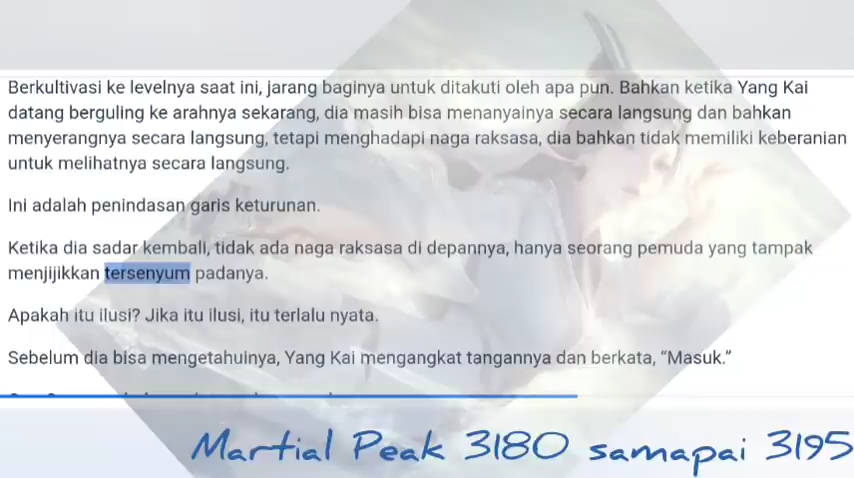 Berkultivasi ke levelnya saat ini, jarang baginya untuk ditakuti oleh apa pun. Bahkan ketika Yang Kai
datang berguling ke arahnya sekarang, dia masih bisa menanyainya secara langsung dan bahkan
menyerangnya secara langsung, tetapi menghadapi naga raksasa, dia bahkan tidak memiliki keberanian
untuk melihatnya secara langsung.
Ini adalah penindasan garis keturunan.
Ketika dia sadar kembali, tidak ada naga raksasa di depannya, hanya seorang pemuda yang tampak
menjijikkan tersenyum padanya.
Apakah itu ilusi? Jika itu ilusi, itu terlalu nyata.
Sebelum dia bisa mengetahuinya, Yang Kai mengangkat tangannya dan berkata, “Masuk.”
Martial Peak 3180 samapai 3195